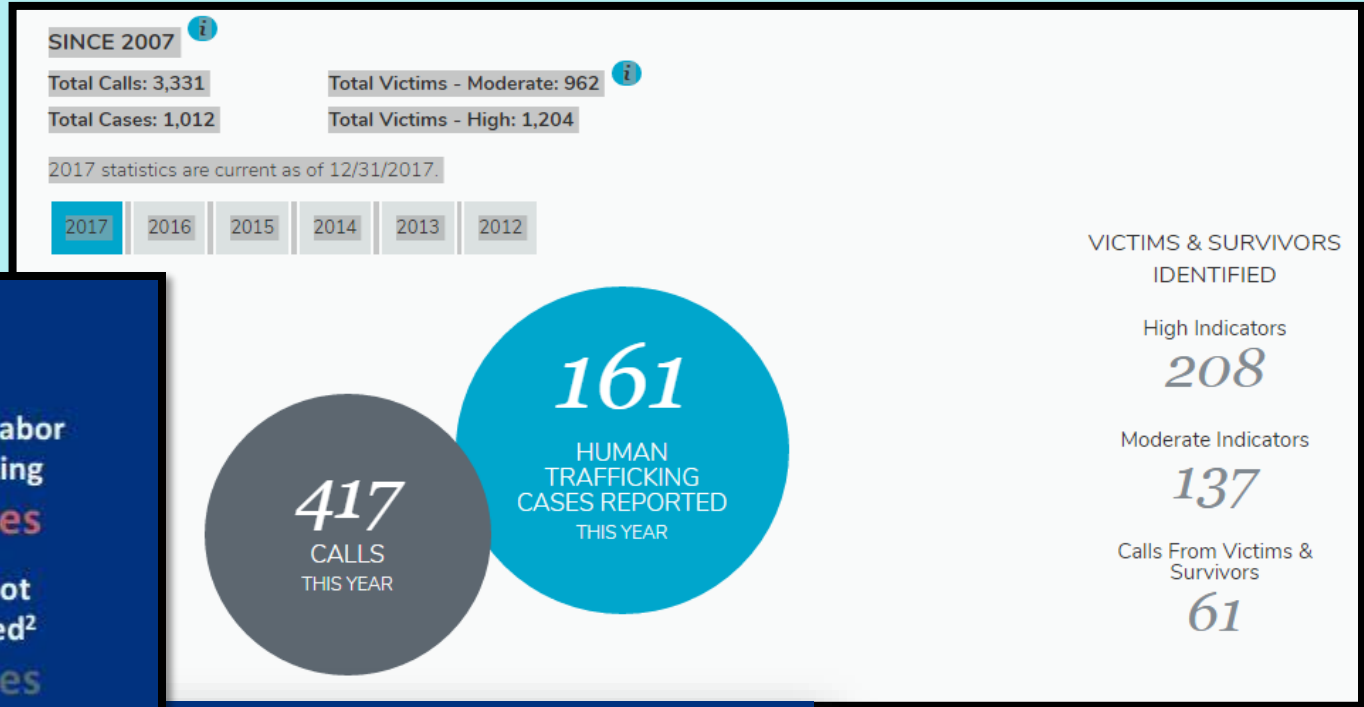 SINCE 2007 i
Total Calls: 3,331
Total Victims - Moderate: 962 i
Total Cases: 1,012
Total Victims - High: 1,204
2017 statistics are current as of 12/31/2017.
2017 2016 2015 2014 2013 2012
161
HUMAN
TRAFFICKING
CASES REPORTED
THIS YEAR
417
CALLS
THIS YEAR
VICTIMS & SURVIVORS
IDENTIFIED
High Indicators
208
Moderate Indicators
137
Calls From Victims &
Survivors
61
abor
ing
es
ot
ed²
es